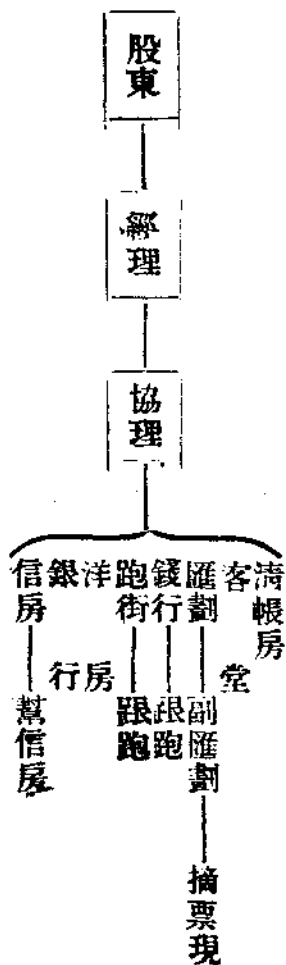 股東
經理
協理
清帳房
客堂
匯劃 副匯劃 摘票現
錢行 跟跑
跑街 跟跑
洋房
銀行
信房 幫信房